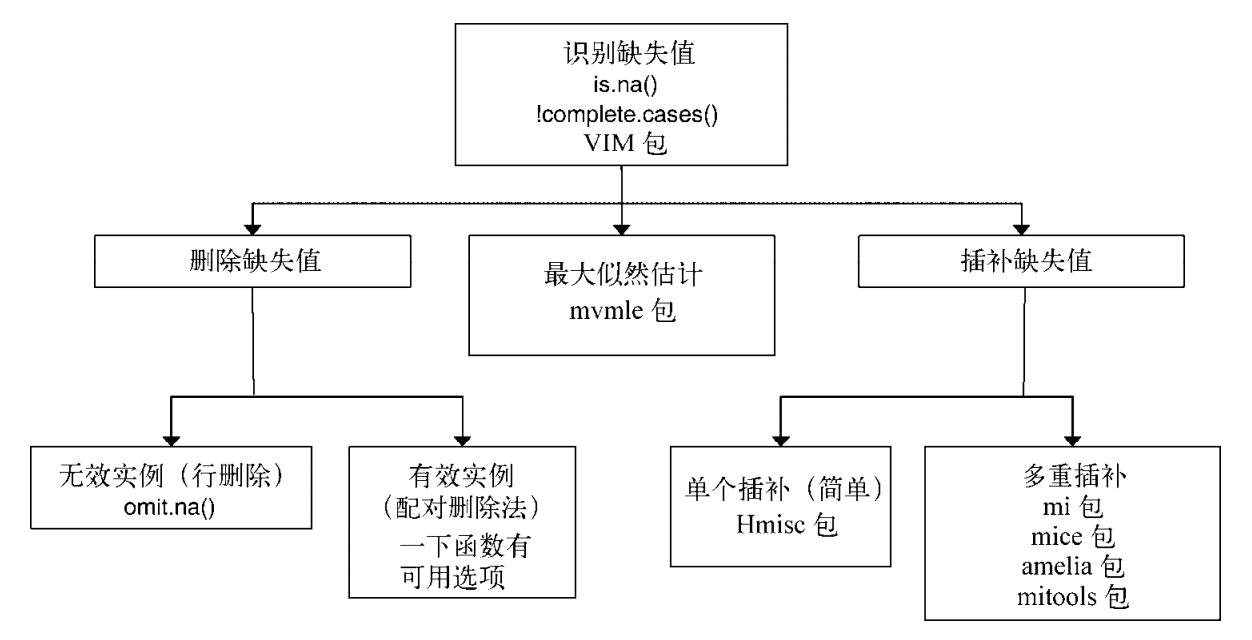 识别缺失值
is.na()
!complete.cases()
VIM 包
删除缺失值
最大似然估计
mvmle 包
插补缺失值
无效实例（行删除）
omit.na()
有效实例
（配对删除法）
一下函数有
可用选项
单个插补（简单）
Hmisc 包
多重插补
mi 包
mice 包
amelia 包
mitools 包